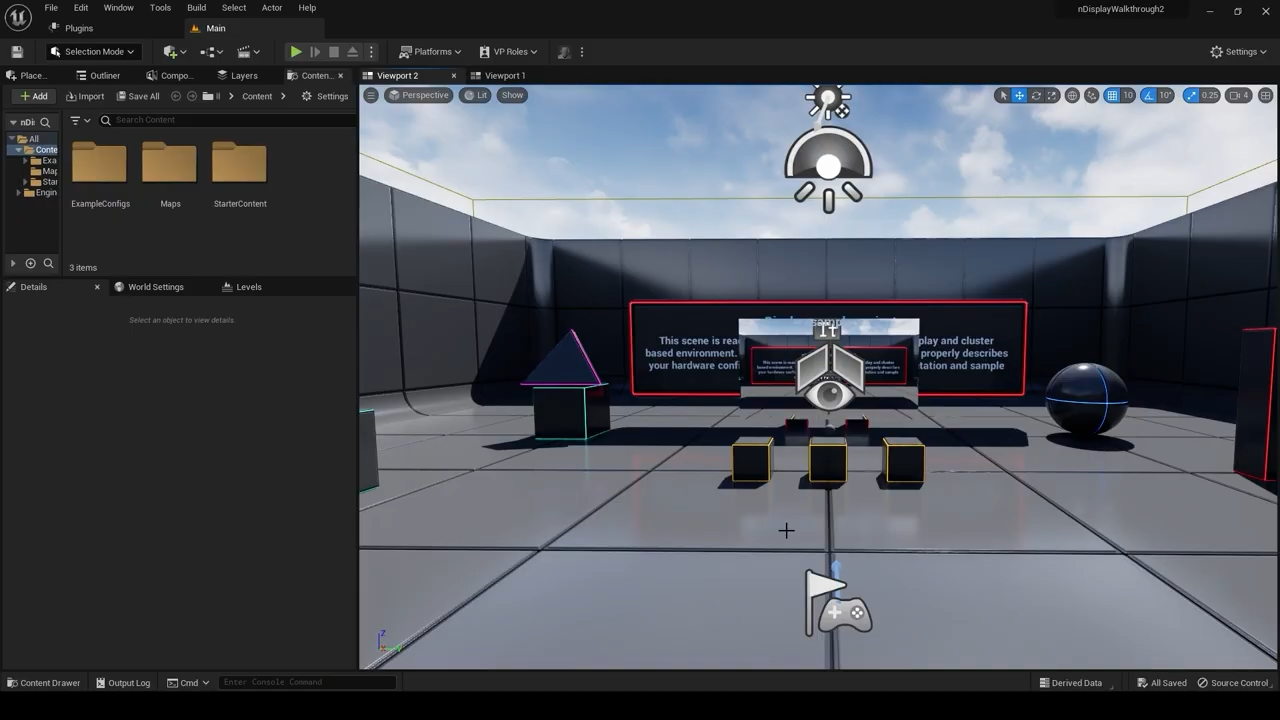 File Edit Window Tools Build Select Actor Help
nDisplayWalkthrough2
Plugins
Main
Selection Mode
Platforms
VP Roles
Settings
Place...
Outliner
Compo...
Layers
Conten...
Viewport 2
Viewport 1
Add
Import
Save All
Content
Settings
Perspective
Lit
Show
10
10°
0.25
4
nDi
Search Content
All
Conte
Exa
Map
Star
Engin
ExampleConfigs
Maps
StarterContent
3 items
Details
World Settings
Levels
Select an object to view details.
This scene is rea
based environment.
your hardware confi
play and cluster
properly describes
tation and sample
Z
Content Drawer
Output Log
Cmd
Enter Console Command
Derived Data
All Saved
Source Control